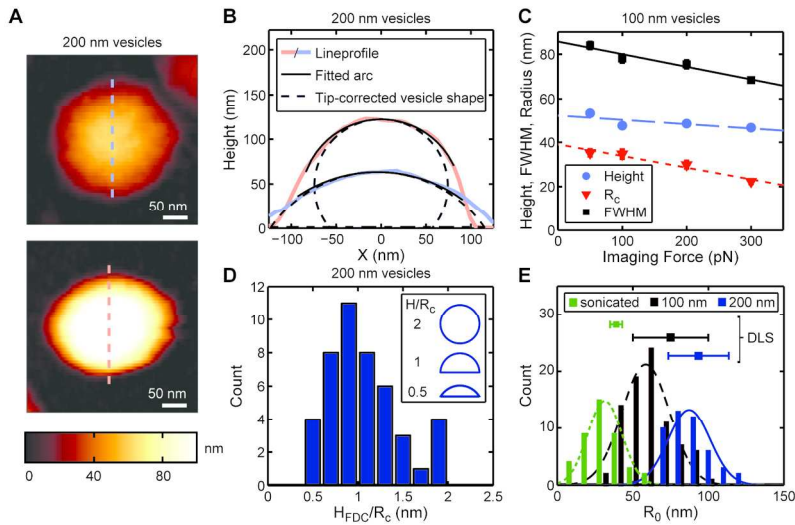 A
200 nm vesicles
50 nm
50 nm
nm
0 40 80
B
200 nm vesicles
Lineprofile
Fitted arc
Tip-corrected vesicle shape
Height (nm)
200
150
100
50
0
−100 −50 0 50 100
X (nm)
C
100 nm vesicles
Height, FWHM, Radius (nm)
80
60
40
20
0
Height
Rc
FWHM
0 100 200 300
Imaging Force (pN)
D
200 nm vesicles
H/Rc
2
1
0.5
Count
12
10
8
6
4
2
0
0 0.5 1.0 1.5 2.0 2.5
HFDC/Rc (nm)
E
sonicated 100 nm 200 nm
DLS
Count
40
30
20
10
0
0 50 100 150
R0 (nm)